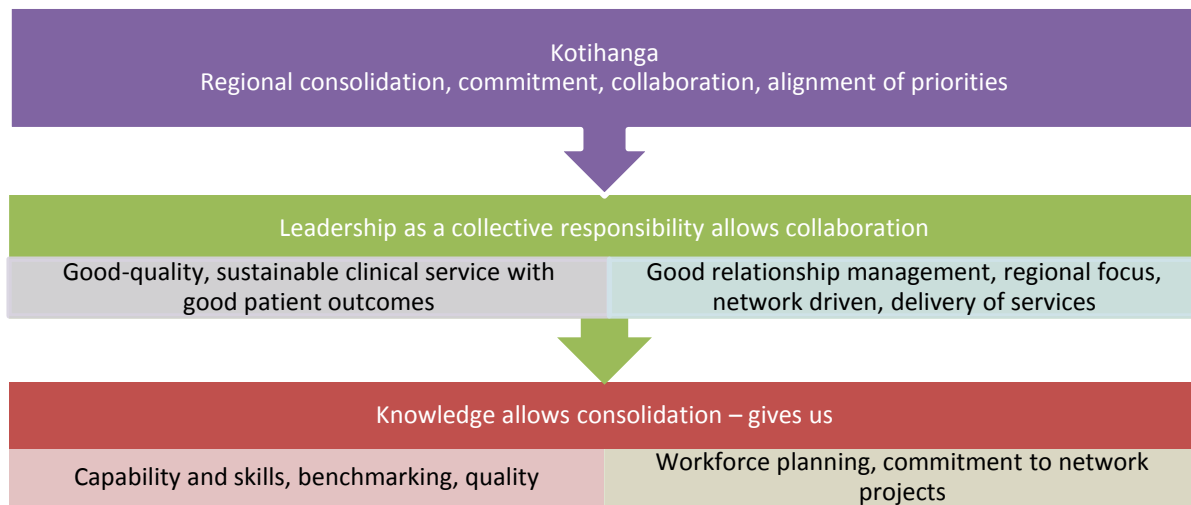 Kotihanga
Regional consolidation, commitment, collaboration, alignment of priorities
Leadership as a collective responsibility allows collaboration
Good-quality, sustainable clinical service with
good patient outcomes
Good relationship management, regional focus,
network driven, delivery of services
Knowledge allows consolidation – gives us
Capability and skills, benchmarking, quality
Workforce planning, commitment to network
projects